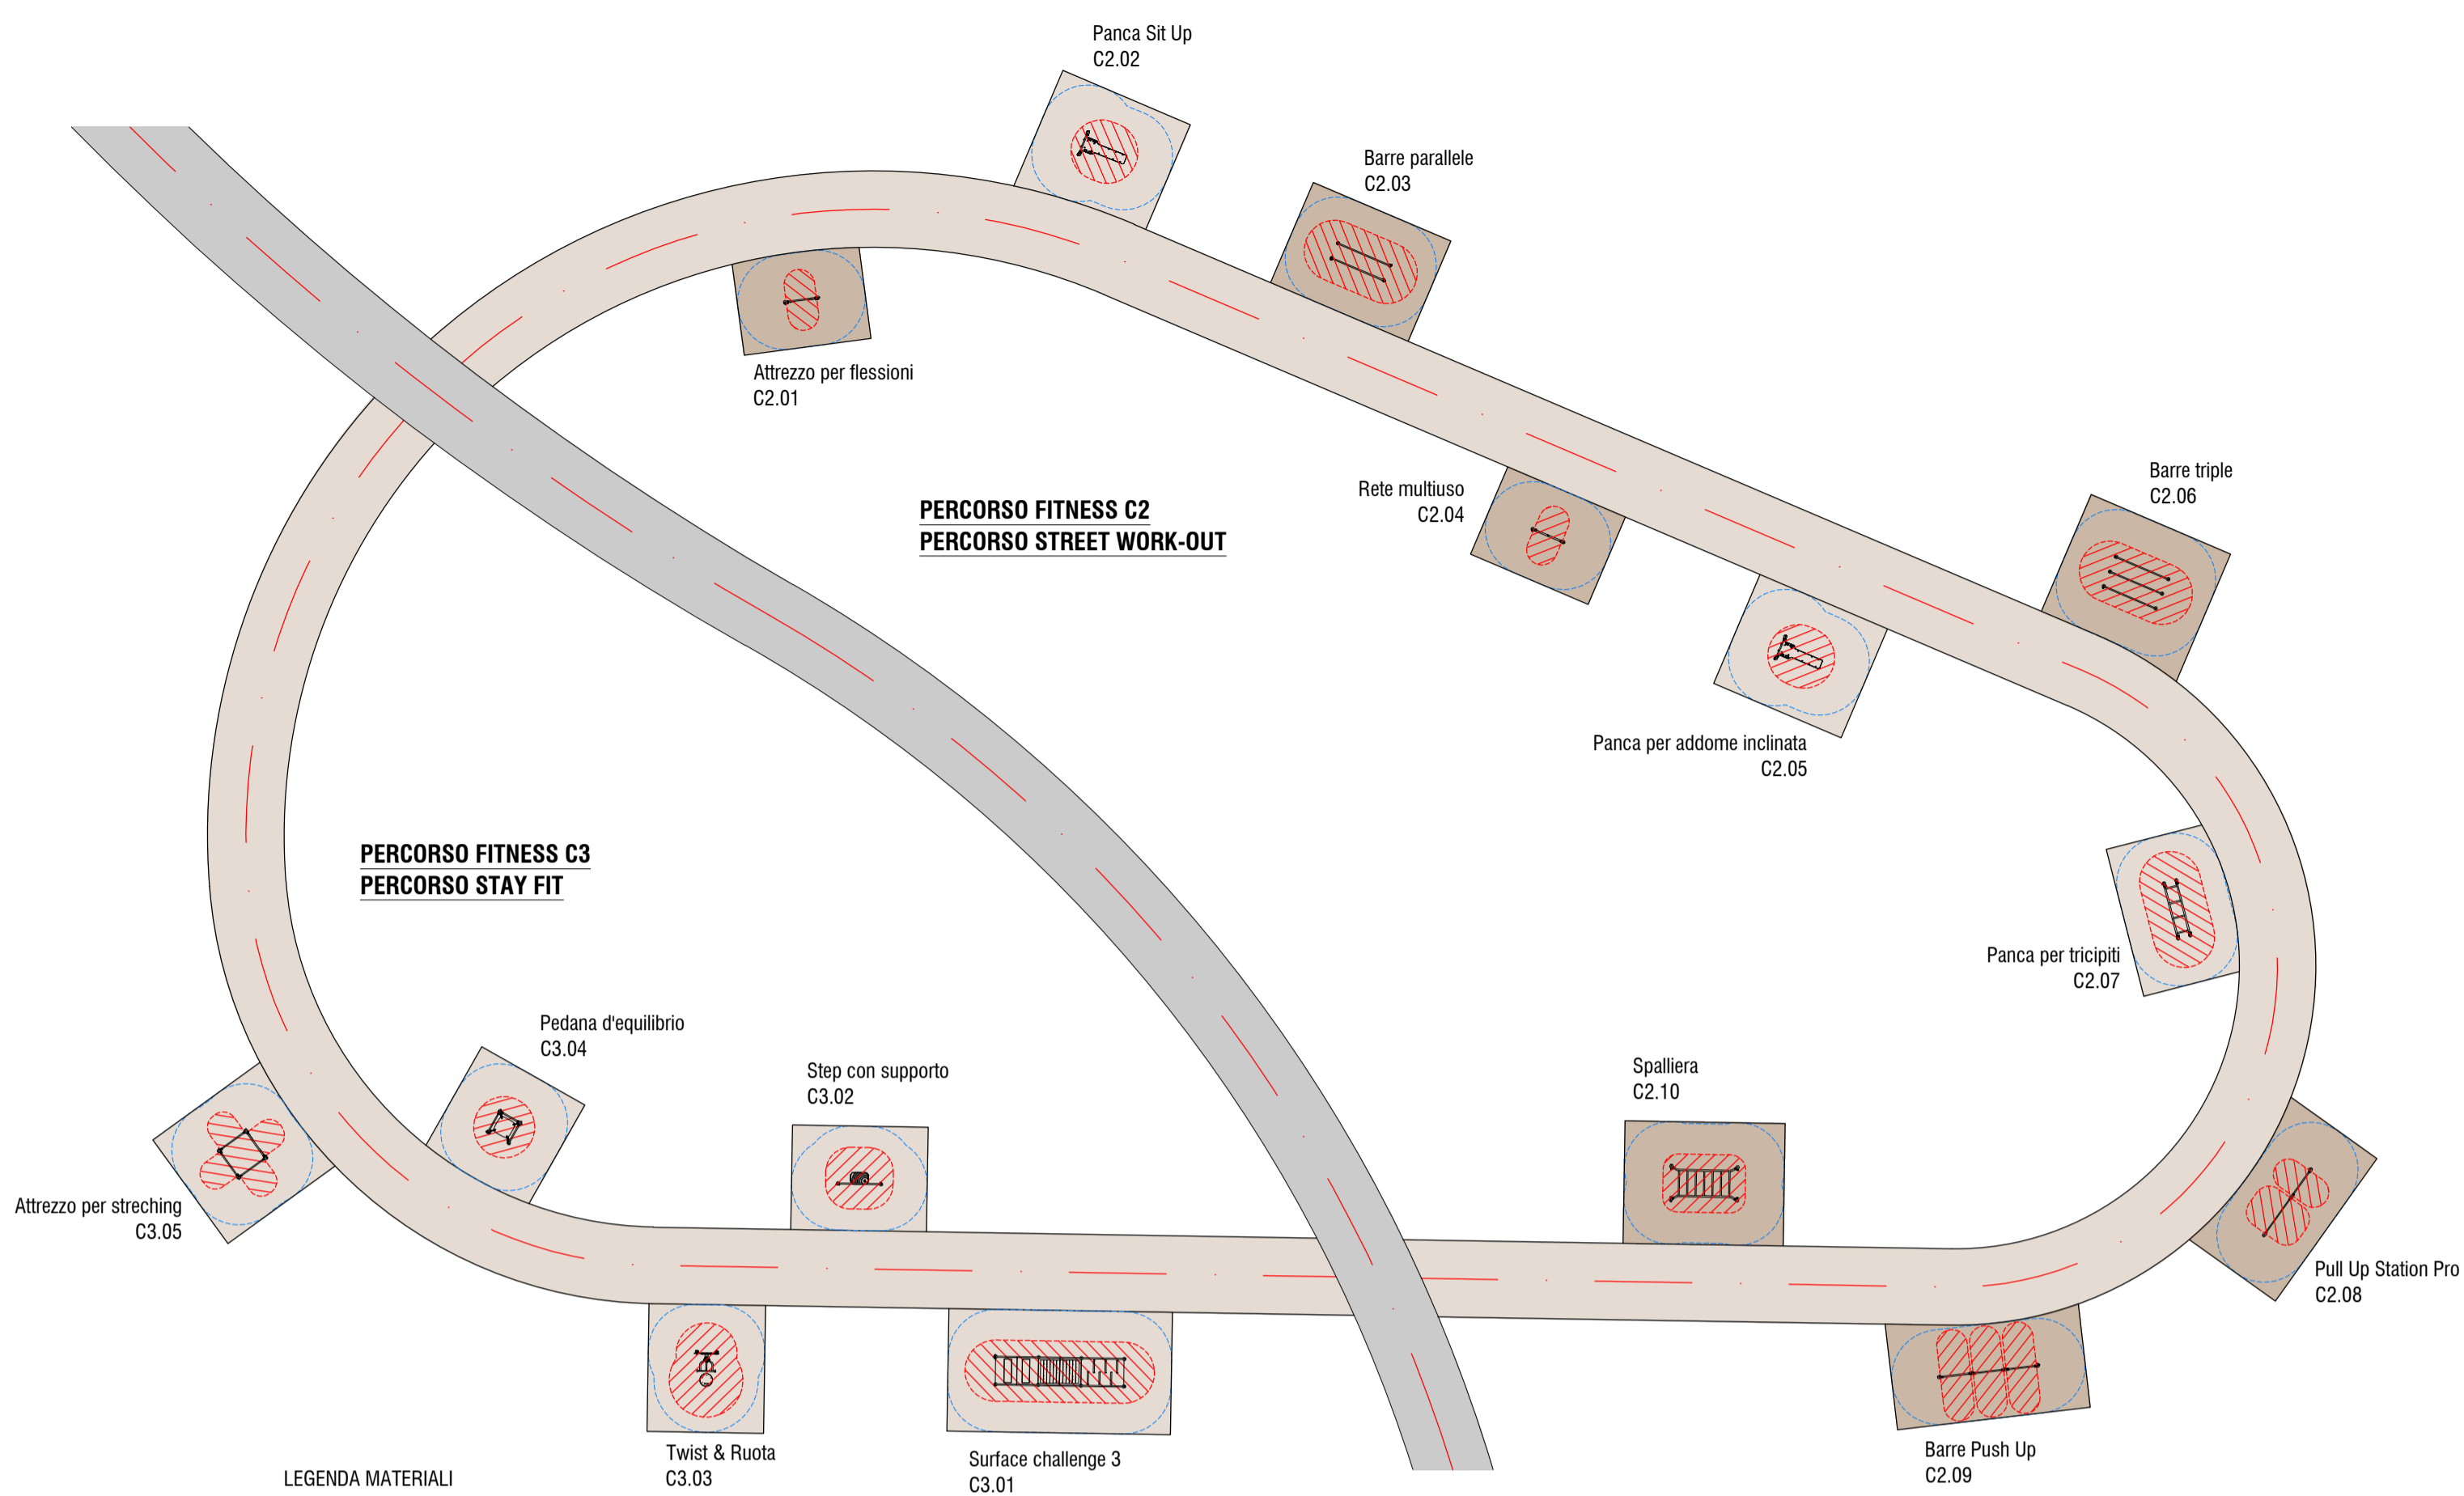 Panca Sit Up
C2.02
Barre parallele
C2.03
Attrezzo per flessioni
C2.01
Barre triple
C2.06
Rete multiuso
C2.04
PERCORSO FITNESS C2
PERCORSO STREET WORK-OUT
Panca per addome inclinata
C2.05
PERCORSO FITNESS C3
PERCORSO STAY FIT
Panca per tricipiti
C2.07
Pedana d'equilibrio
C3.04
Step con supporto
C3.02
Spalliera
C2.10
Attrezzo per streching
C3.05
Pull Up Station Pro
C2.08
Twist & Ruota
C3.03
Surface challenge 3
C3.01
Barre Push Up
C2.09
LEGENDA MATERIALI